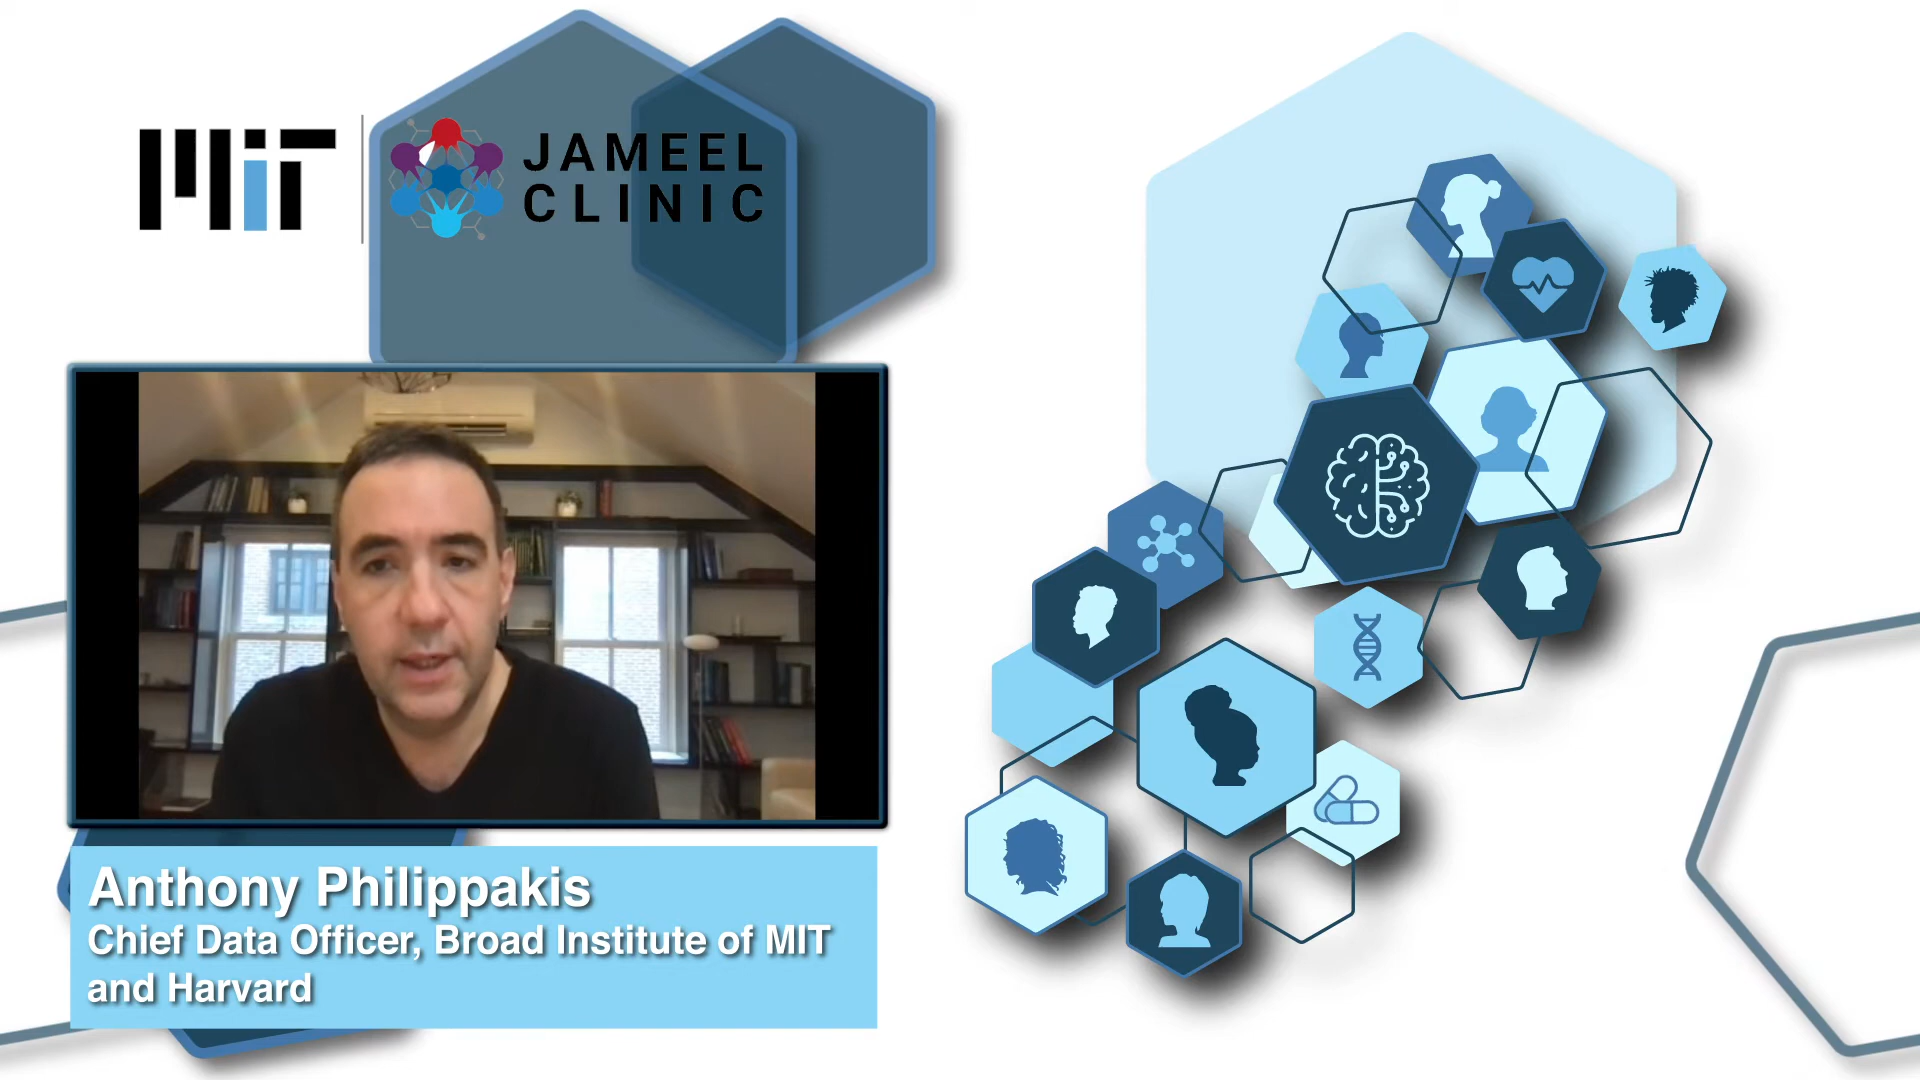 MIT
JAMEEL
CLINIC
Anthony Philippakis
Chief Data Officer, Broad Institute of MIT
and Harvard